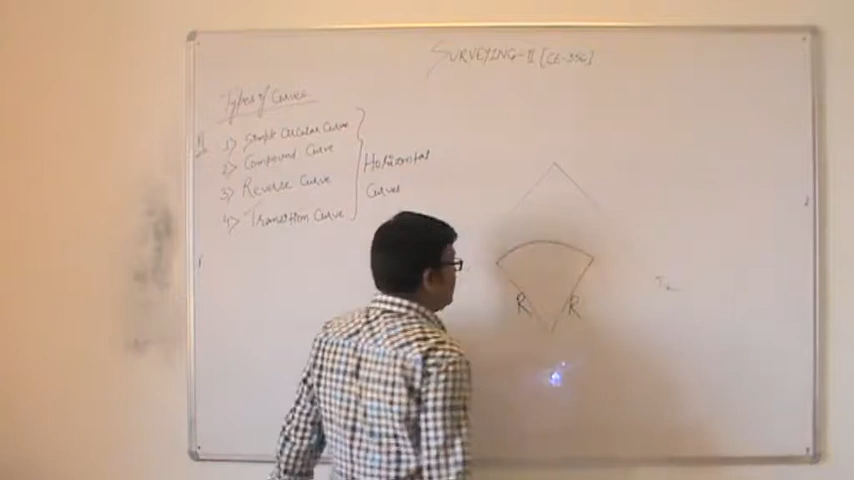 SURVEYING-II [CE-356]
Types of Curves
1) Simple Circular Curve
2) Compound Curve
3) Reverse Curve
4) Transition Curve
Horizontal
Curves
R R